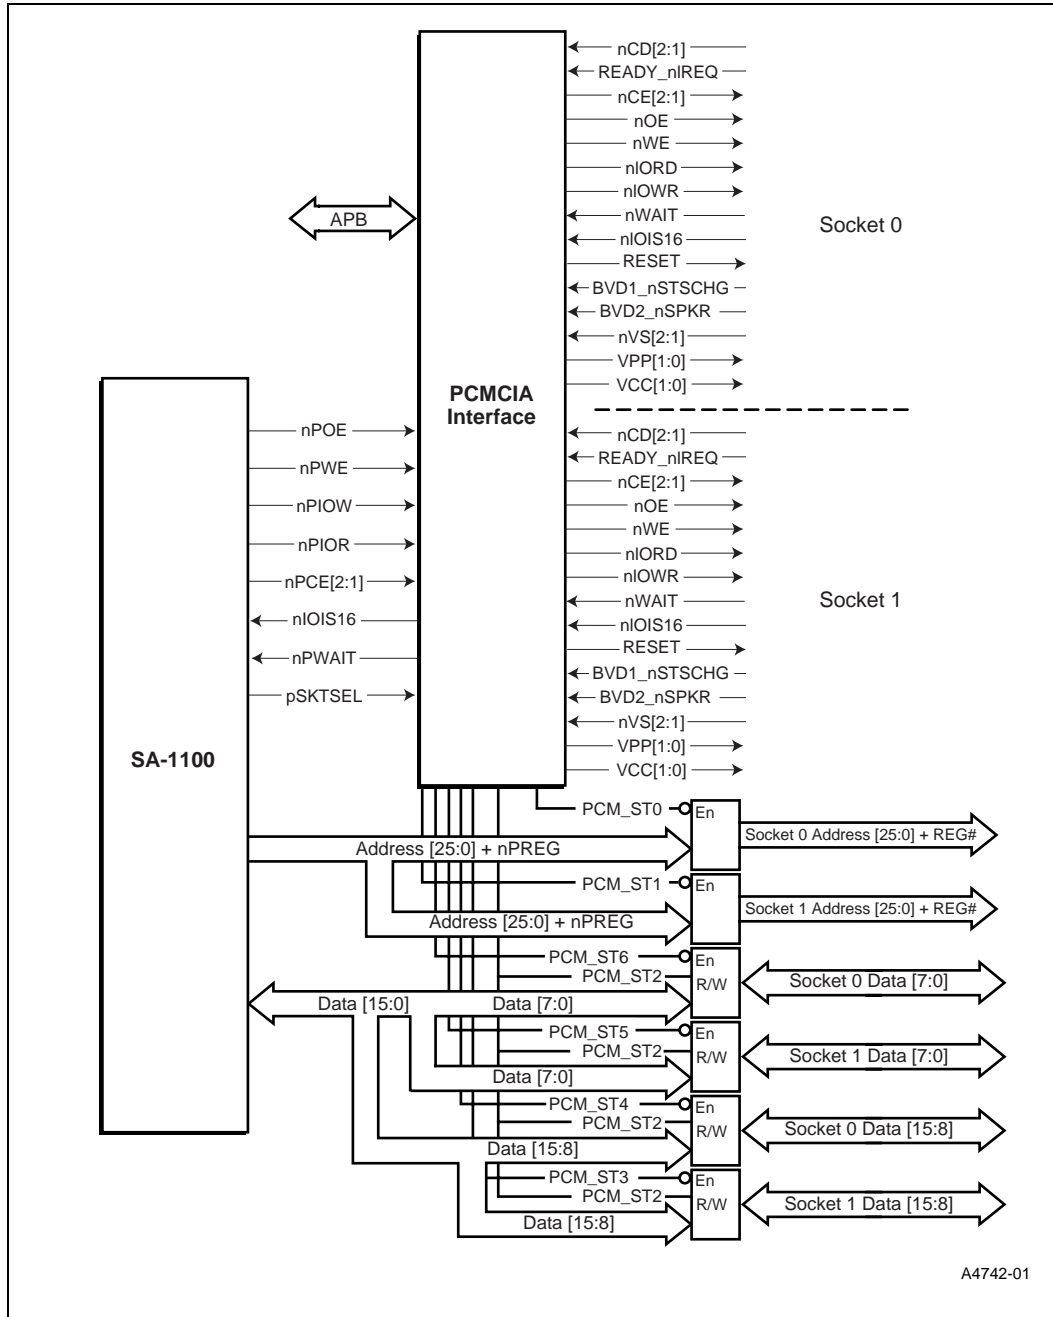 nCD[2:1]
READY_nIREQ
nCE[2:1]
nOE
nWE
nIORD
nIOWR
nWAIT
nIOIS16
RESET
BVD1_nSTSCHG
BVD2_nSPKR
nVS[2:1]
VPP[1:0]
VCC[1:0]
Socket 0
APB
PCMCIA
Interface
nCD[2:1]
READY_nIREQ
nCE[2:1]
nOE
nWE
nIORD
nIOWR
nWAIT
nIOIS16
RESET
BVD1_nSTSCHG
BVD2_nSPKR
nVS[2:1]
VPP[1:0]
VCC[1:0]
Socket 1
nPOE
nPWE
nPIOW
nPIOR
nPCE[2:1]
nIOIS16
nPWAIT
pSKTSEL
SA-1100
PCM_ST0
En
Address [25:0] + nPREG
Socket 0 Address [25:0] + REG#
PCM_ST1
En
Address [25:0] + nPREG
Socket 1 Address [25:0] + REG#
PCM_ST6
En
PCM_ST2
R/W
Data [15:0]
Data [7:0]
Socket 0 Data [7:0]
PCM_ST5
En
PCM_ST2
R/W
Data [7:0]
Socket 1 Data [7:0]
PCM_ST4
En
PCM_ST2
R/W
Data [15:8]
Socket 0 Data [15:8]
PCM_ST3
En
PCM_ST2
R/W
Data [15:8]
Socket 1 Data [15:8]
A4742-01